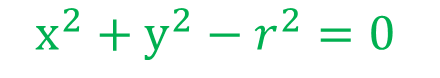 x² + y² − r² = 0